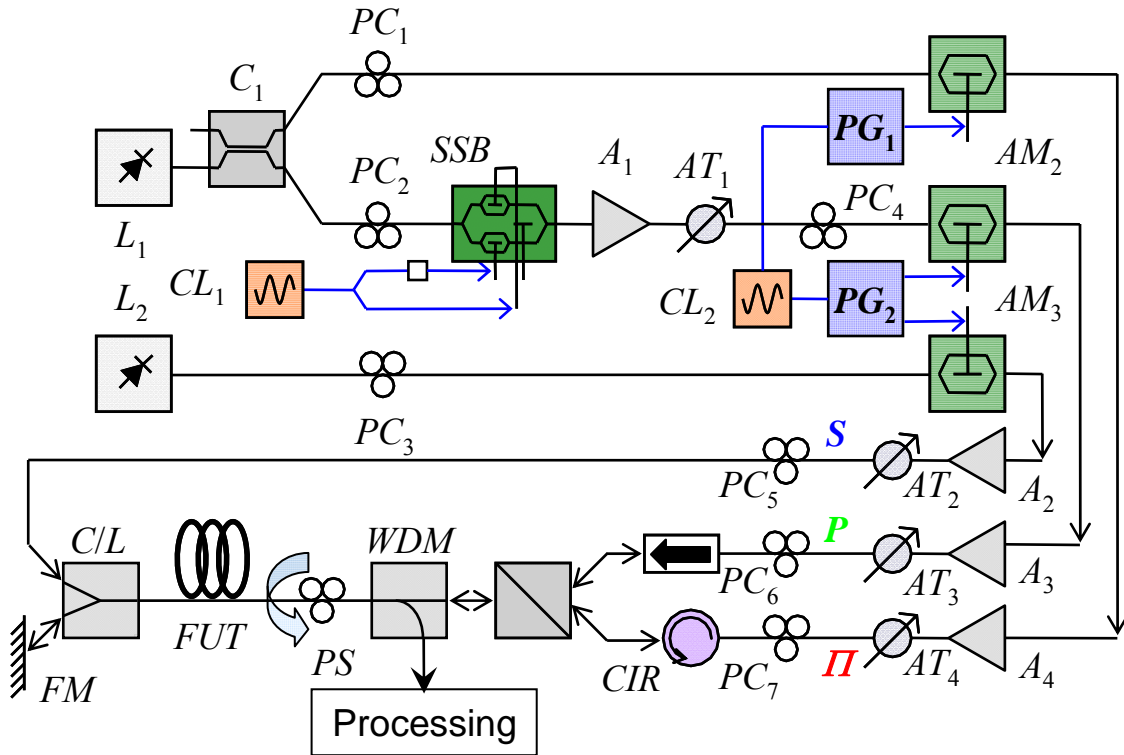 PC₁
C₁
SSB
A₁
AT₁
PG₁
AM₂
PC₂
PC₄
L₁
CL₁
CL₂
PG₂
AM₃
L₂
PC₃
S
PC₅
AT₂
A₂
C/L
WDM
P
PC₆
AT₃
A₃
FUT
PS
CIR
PC₇
Π
AT₄
A₄
FM
Processing